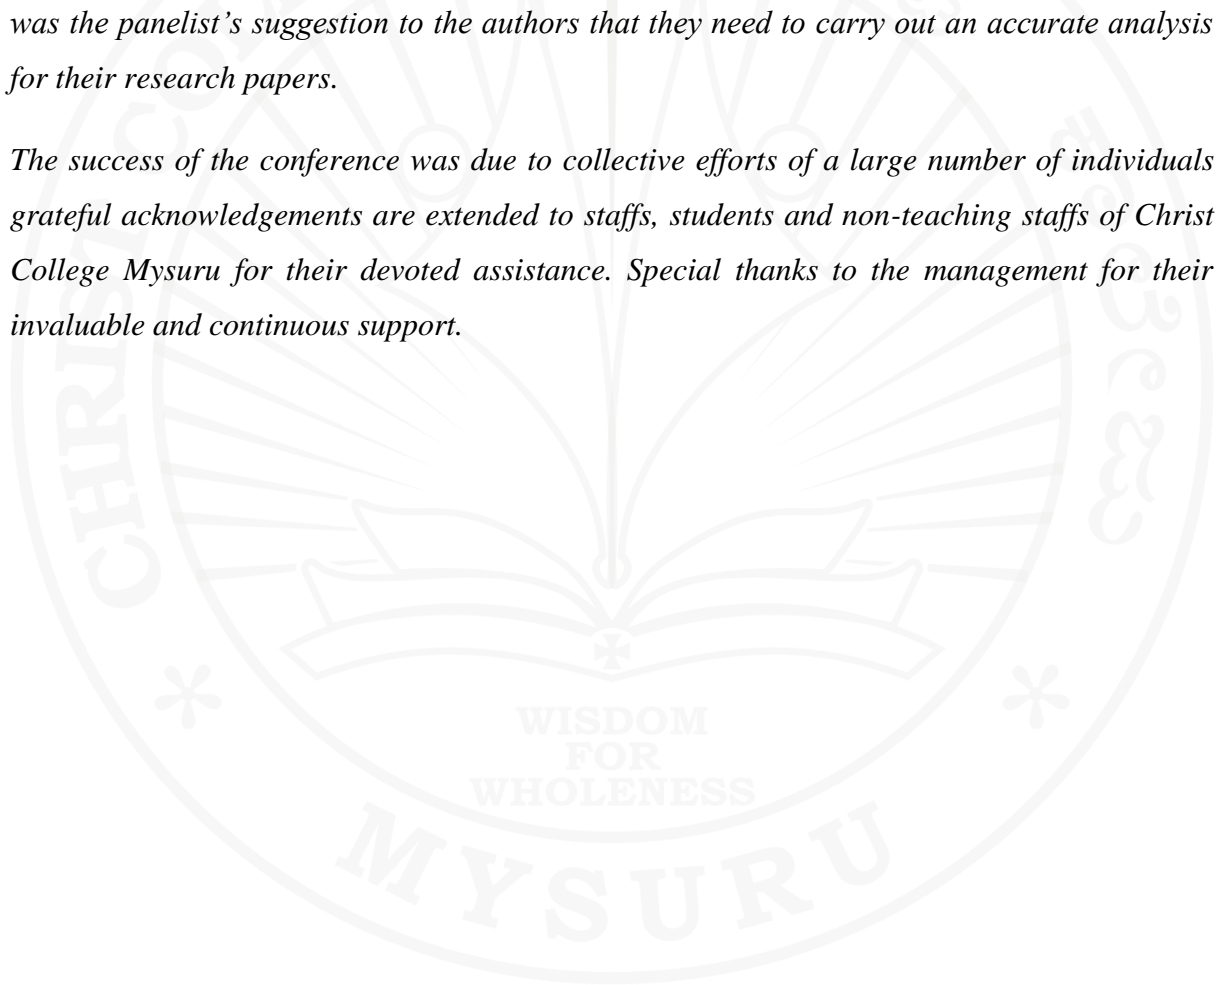 was the panelist’s suggestion to the authors that they need to carry out an accurate analysis
for their research papers.
The success of the conference was due to collective efforts of a large number of individuals
grateful acknowledgements are extended to staffs, students and non-teaching staffs of Christ
College Mysuru for their devoted assistance. Special thanks to the management for their
invaluable and continuous support.
CHRIST
WISDOM
FOR
WHOLENESS
MYSURU